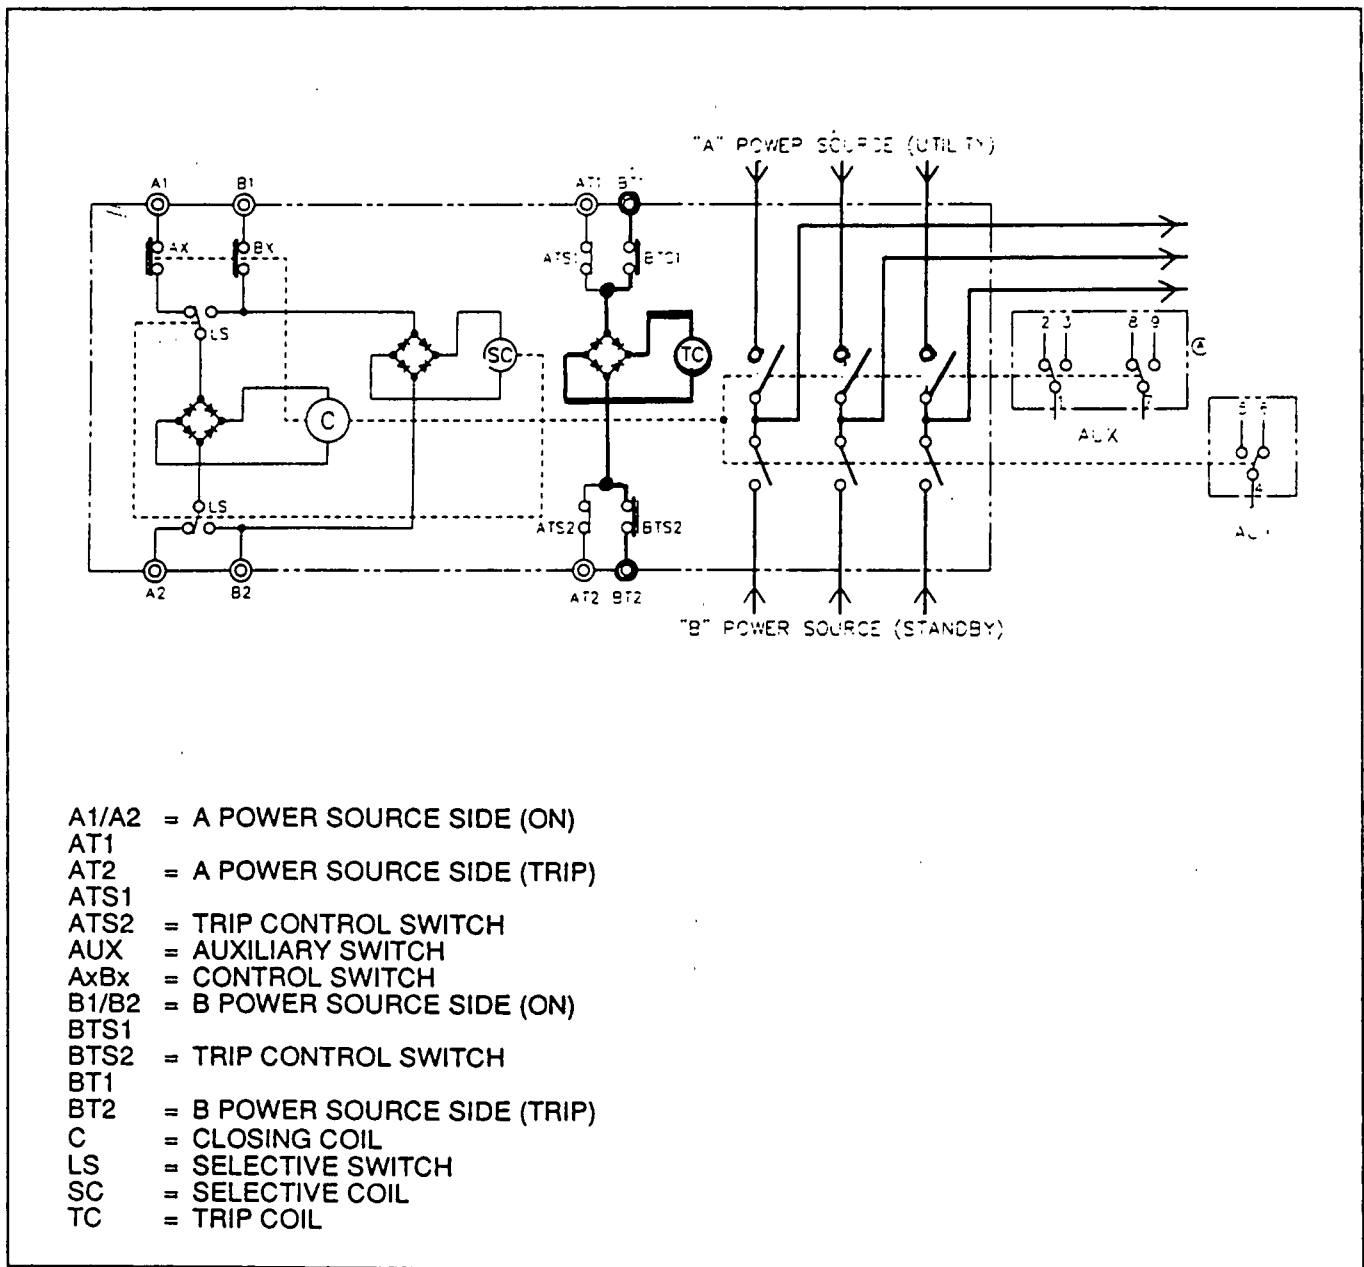 "A" POWER SOURCE (UTILITY)
A1
B1
AT1
BT1
AX
BX
ATS1
BTS1
LS
SC
TC
C
2 3
8 9
A
1
7
AUX
5 6
4
LS
ATS2
BTS2
A2
B2
AT2
BT2
"B" POWER SOURCE (STANDBY)
A1/A2 = A POWER SOURCE SIDE (ON)
AT1
AT2 = A POWER SOURCE SIDE (TRIP)
ATS1
ATS2 = TRIP CONTROL SWITCH
AUX = AUXILIARY SWITCH
AxBx = CONTROL SWITCH
B1/B2 = B POWER SOURCE SIDE (ON)
BTS1
BTS2 = TRIP CONTROL SWITCH
BT1
BT2 = B POWER SOURCE SIDE (TRIP)
C = CLOSING COIL
LS = SELECTIVE SWITCH
SC = SELECTIVE COIL
TC = TRIP COIL